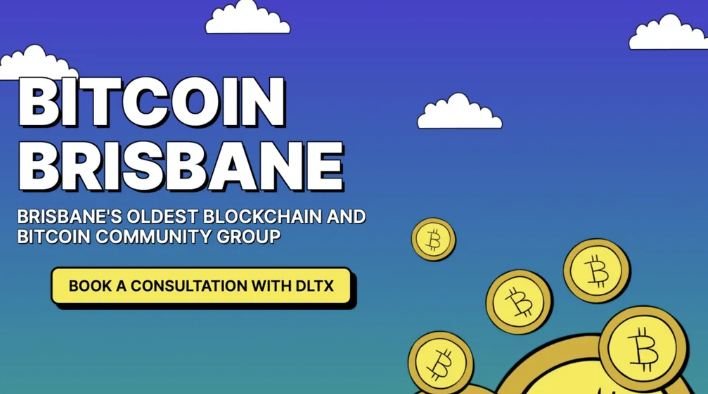 BITCOIN
BRISBANE
BRISBANE'S OLDEST BLOCKCHAIN AND
BITCOIN COMMUNITY GROUP
BOOK A CONSULTATION WITH DLTX